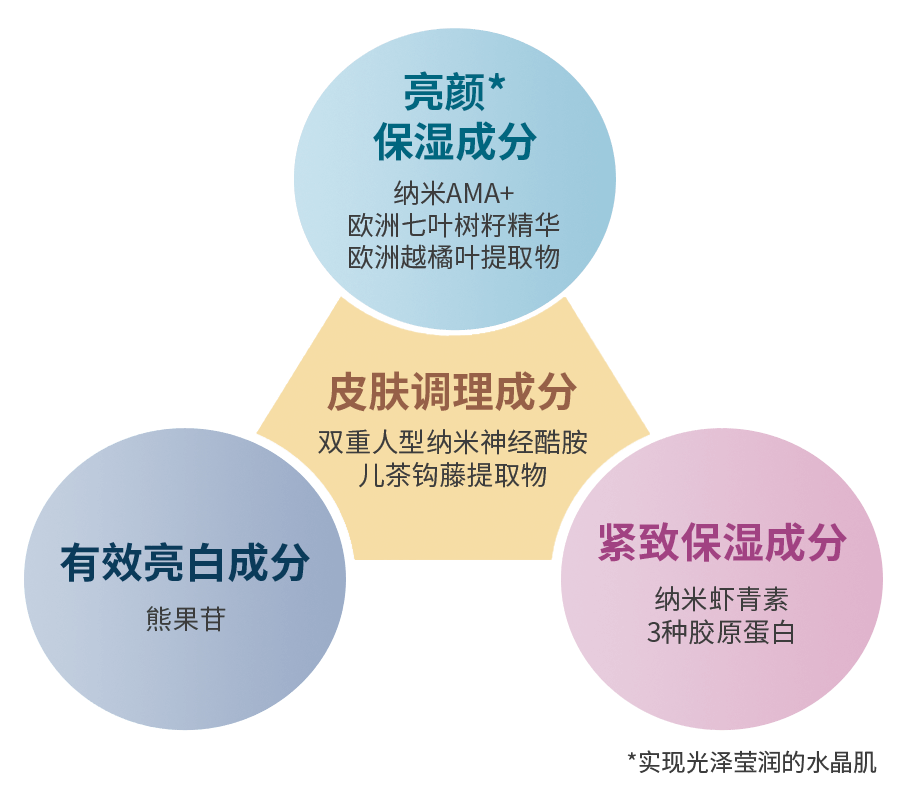 亮颜*
保湿成分
纳米AMA+
欧洲七叶树籽精华
欧洲越橘叶提取物
皮肤调理成分
双重人型纳米神经酰胺
儿茶钩藤提取物
有效亮白成分
熊果苷
紧致保湿成分
纳米虾青素
3种胶原蛋白
*实现光泽莹润的水晶肌